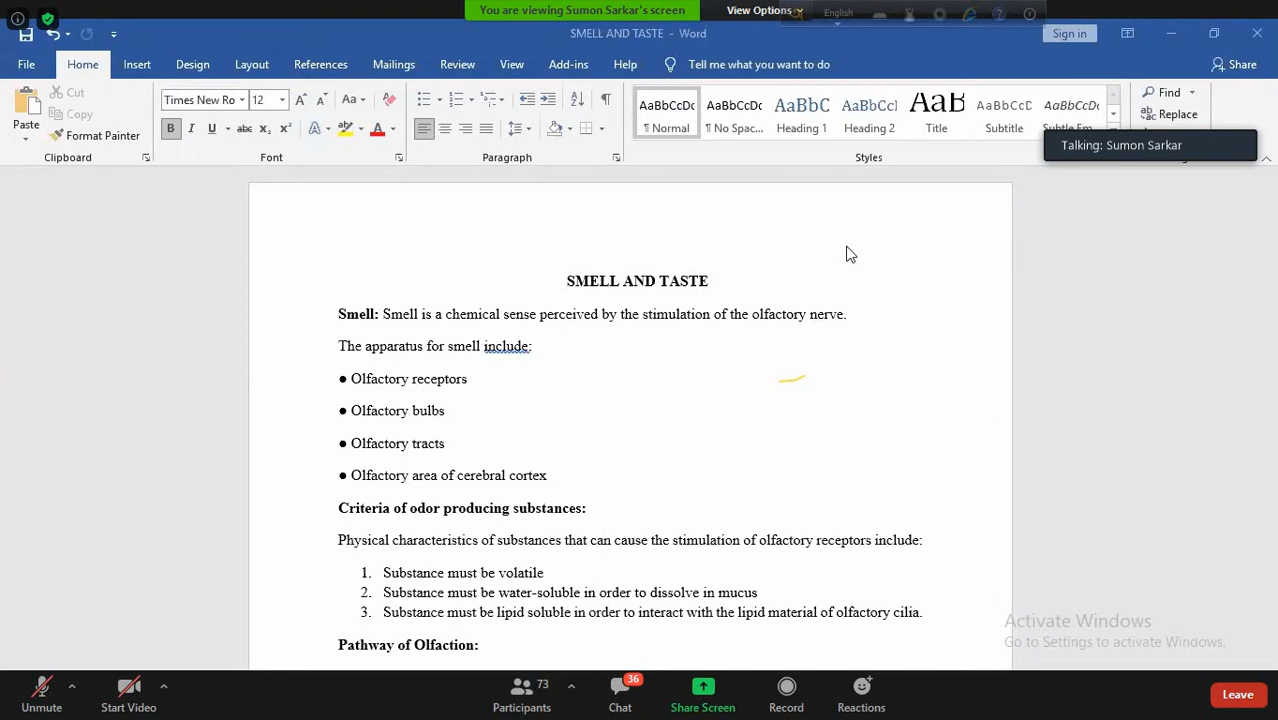 You are viewing Sumon Sarkar's screen
View Options
English
SMELL AND TASTE - Word
Sign in
File Home Insert Design Layout References Mailings Review View Add-ins Help Tell me what you want to do Share
Paste
Cut
Copy
Format Painter
Clipboard
Times New Ro 12
Font
Paragraph
AaBbCcDc
¶ Normal
AaBbCcDc
¶ No Spac...
AaBbC
Heading 1
AaBbCcl
Heading 2
AaB
Title
AaBbCcD
Subtitle
AaBbCcD
Subtle Em
Styles
Find
Replace
Talking: Sumon Sarkar
SMELL AND TASTE
Smell: Smell is a chemical sense perceived by the stimulation of the olfactory nerve.
The apparatus for smell include:
● Olfactory receptors
● Olfactory bulbs
● Olfactory tracts
● Olfactory area of cerebral cortex
Criteria of odor producing substances:
Physical characteristics of substances that can cause the stimulation of olfactory receptors include:
1. Substance must be volatile
2. Substance must be water-soluble in order to dissolve in mucus
3. Substance must be lipid soluble in order to interact with the lipid material of olfactory cilia.
Pathway of Olfaction:
Activate Windows
Go to Settings to activate Windows.
Unmute
Start Video
73
Participants
36
Chat
Share Screen
Record
Reactions
Leave